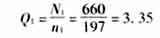 Q₁ = N₁/n₁ = 660/197 = 3. 35